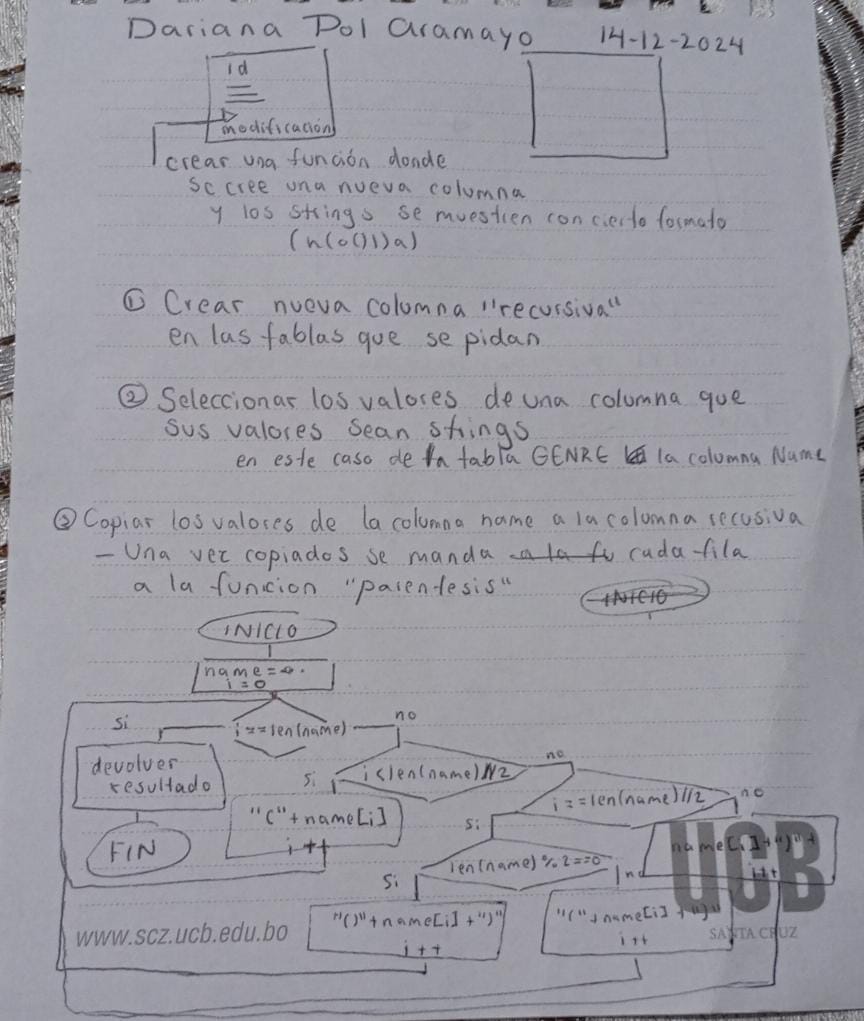 Dariana Pol Aramayo 14-12-2024
id
modificación
crear una función donde
se cree una nueva columna
y los strings se muestren con cierto formato
(n(o())a)
① Crear nueva columna "recursiva"
en las tablas que se pidan
② Seleccionar los valores de una columna que
sus valores sean strings
en este caso de la tabla GENRE la columna Name
③ Copiar los valores de la columna name a la columna recusiva
- Una vez copiados se manda a la fu cada fila
a la funcion "parentesis"
INICIO
INICIO
name=
i=0
si
i==len(name)
no
devolver
resultado
FIN
si
i<len(name)//2
no
"("+name[i]
i++
i==len(name)//2
no
si
name[i]+")"+
i++
len(name)%2==0
no
si
"()"+name[i]+")"
i++
"("+name[i]+")"
i++
UCB
SANTA CRUZ
www.scz.ucb.edu.bo